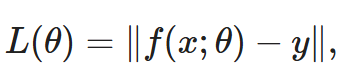 L(θ) = ‖f(x; θ) − y‖,